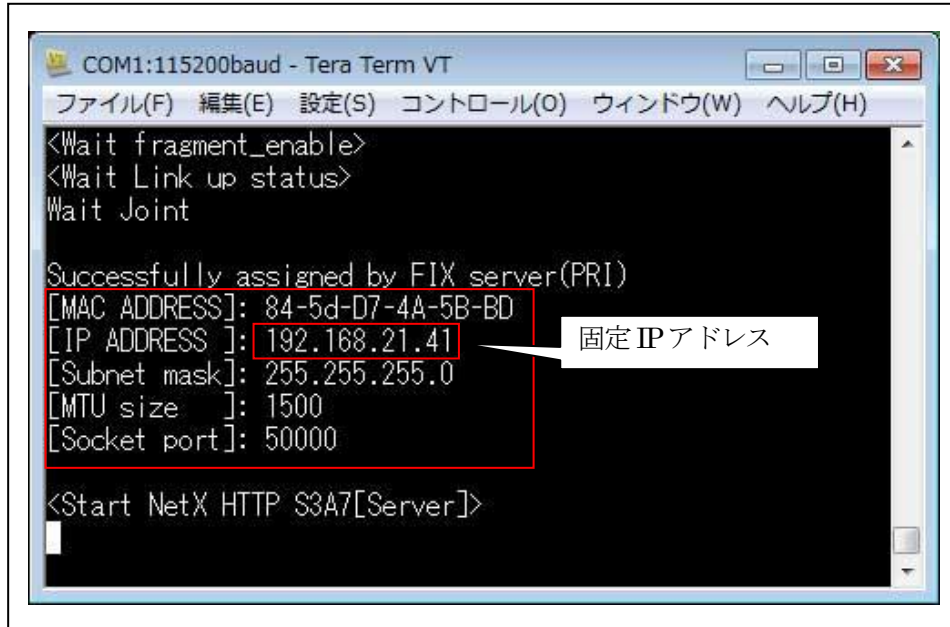 COM1:115200baud - Tera Term VT
ファイル(F) 編集(E) 設定(S) コントロール(O) ウィンドウ(W) ヘルプ(H)
<Wait fragment_enable>
<Wait Link up status>
Wait Joint
Successfully assigned by FIX server(PRI)
[MAC ADDRESS]: 84-5d-D7-4A-5B-BD
[IP ADDRESS ]: 192.168.21.41
固定 IP アドレス
[Subnet mask]: 255.255.255.0
[MTU size   ]: 1500
[Socket port]: 50000
<Start NetX HTTP S3A7[Server]>